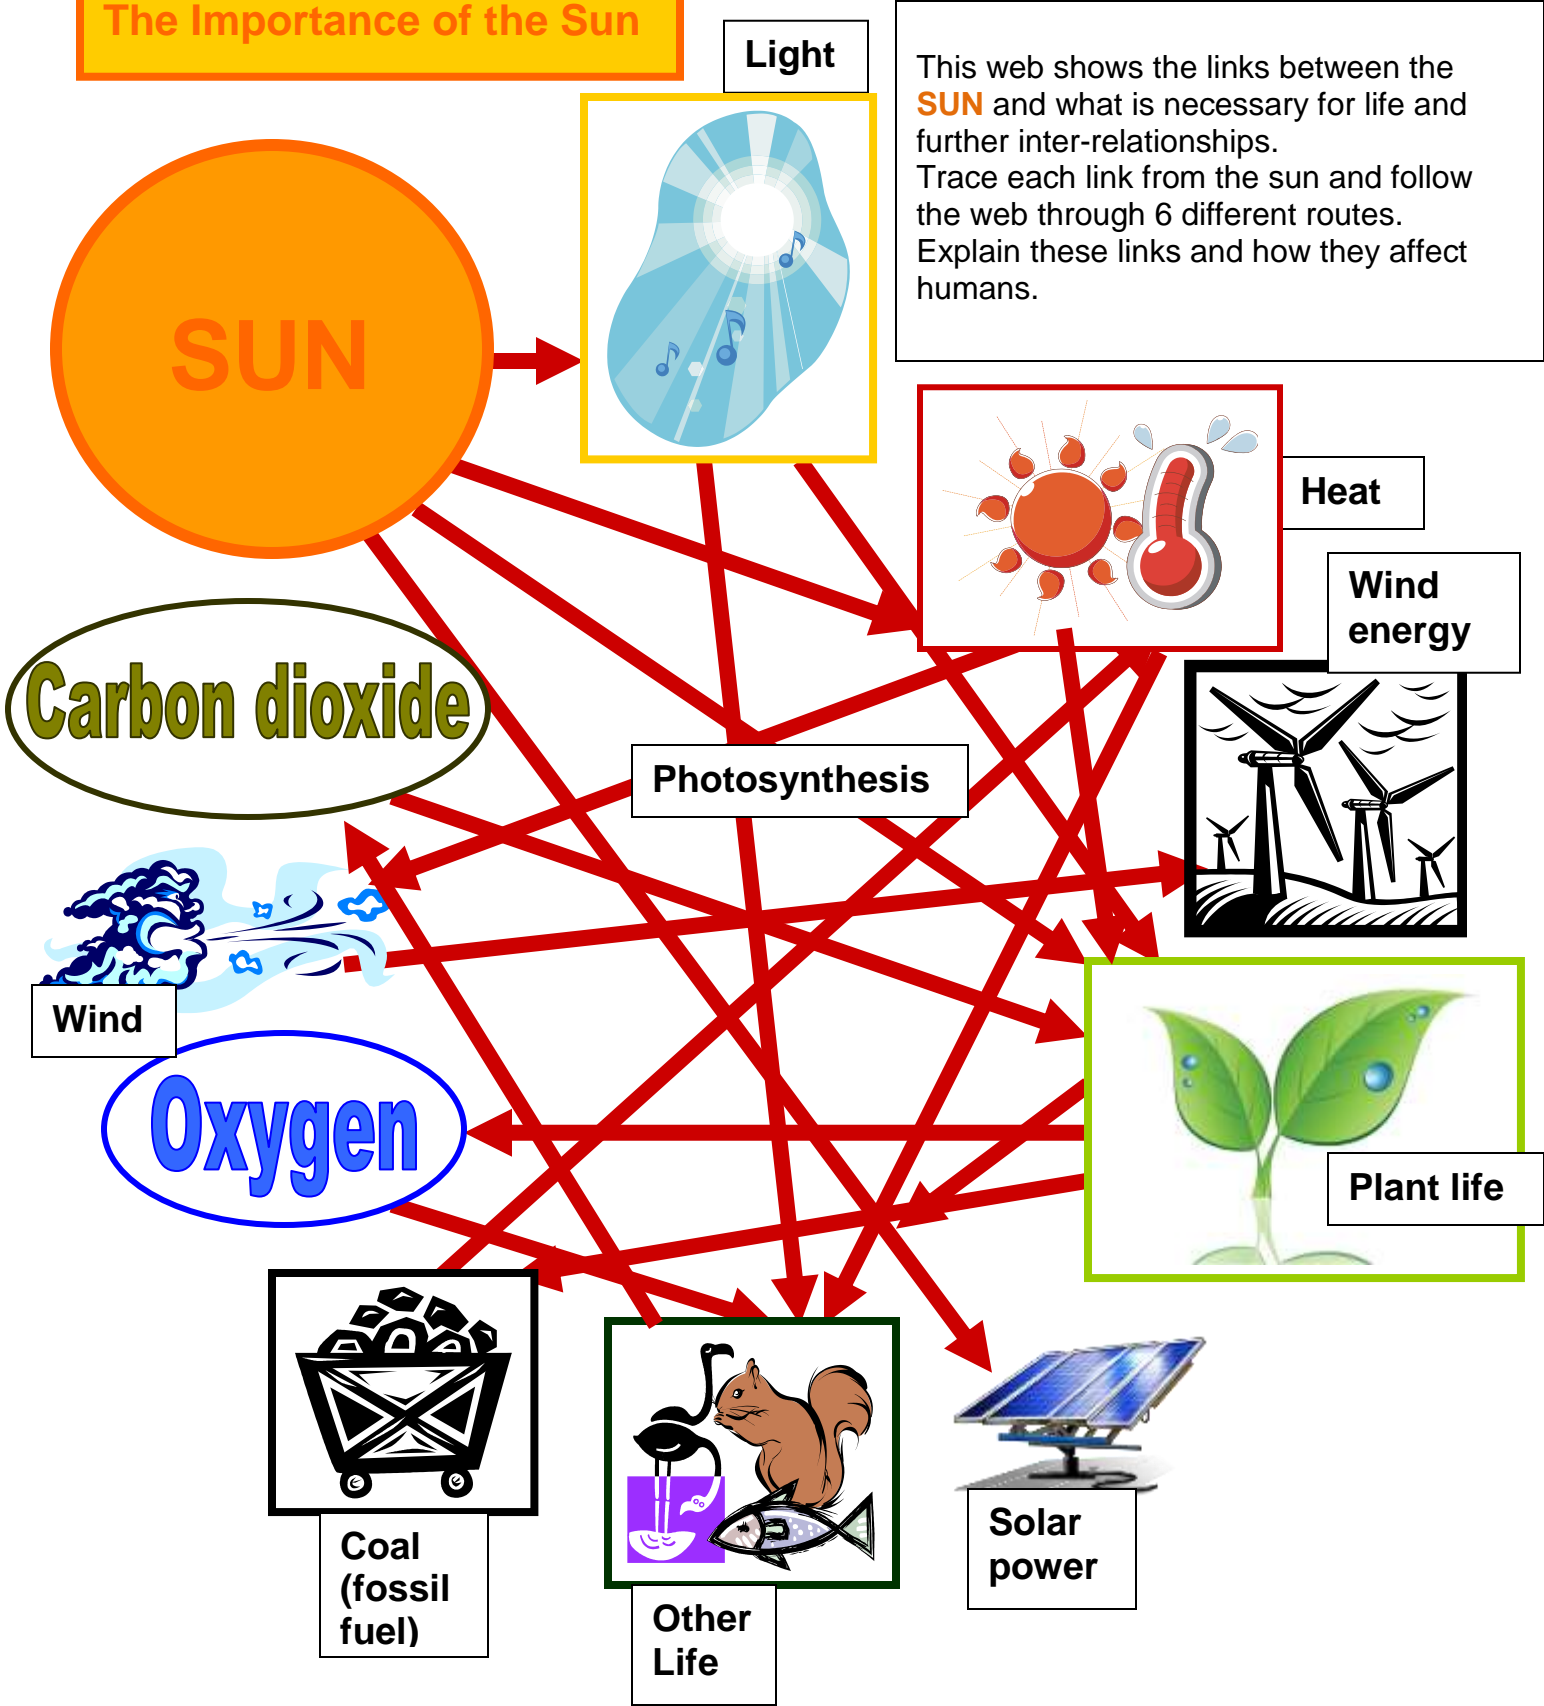 The Importance of the Sun
Light
This web shows the links between the
SUN and what is necessary for life and
further inter-relationships.
Trace each link from the sun and follow
the web through 6 different routes.
Explain these links and how they affect
humans.
SUN
Heat
Wind
energy
Carbon dioxide
Photosynthesis
Wind
Oxygen
Plant life
Coal
(fossil
fuel)
Other
Life
Solar
power